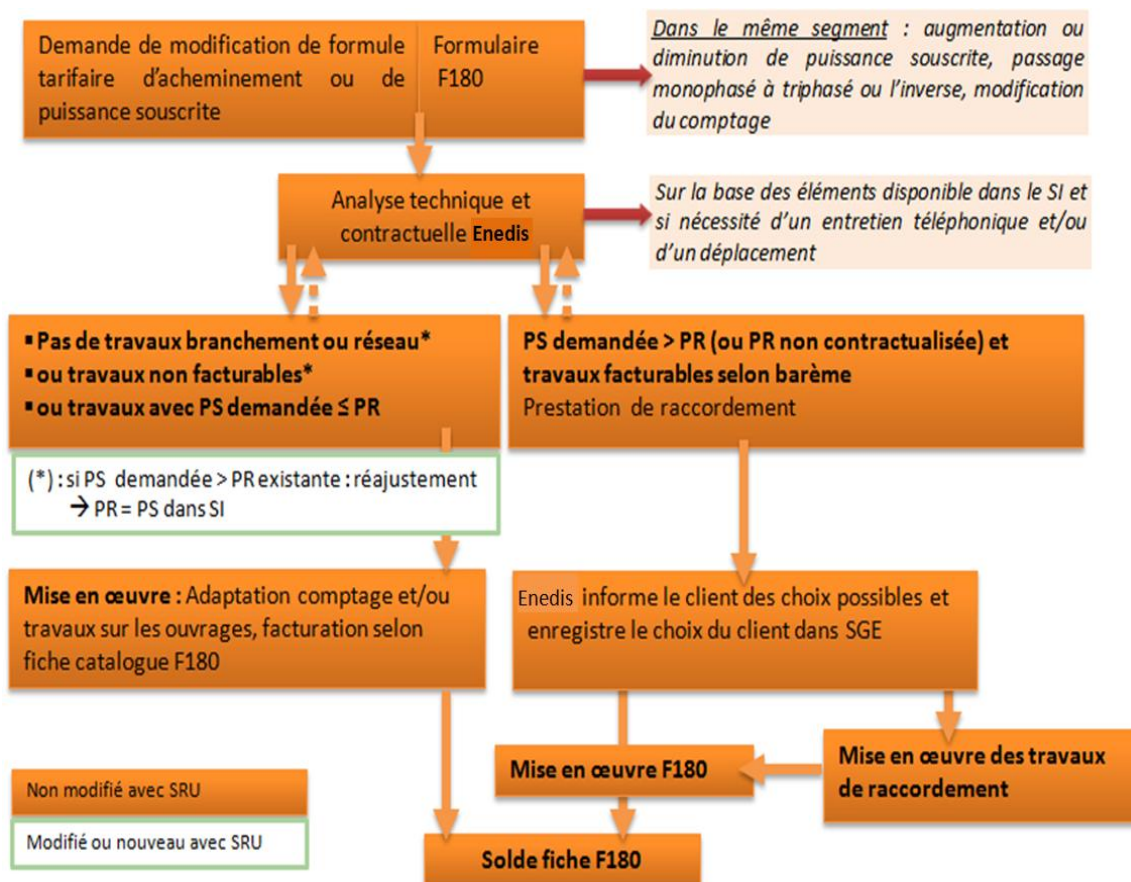 Demande de modification de formule
tarifaire d'acheminement ou de
puissance souscrite
Formulaire
F180
Dans le même segment : augmentation ou
diminution de puissance souscrite, passage
monophasé à triphasé ou l'inverse, modification
du comptage
Analyse technique et
contractuelle Enedis
Sur la base des éléments disponible dans le SI et
si nécessité d'un entretien téléphonique et/ou
d'un déplacement
▪ Pas de travaux branchement ou réseau*
▪ ou travaux non facturables*
▪ ou travaux avec PS demandée ≤ PR
PS demandée > PR (ou PR non contractualisée) et
travaux facturables selon barème
Prestation de raccordement
(*) : si PS demandée > PR existante : réajustement
→ PR = PS dans SI
Mise en œuvre : Adaptation comptage et/ou
travaux sur les ouvrages, facturation selon
fiche catalogue F180
Enedis informe le client des choix possibles et
enregistre le choix du client dans SGE
Mise en œuvre F180
Mise en œuvre des travaux
de raccordement
Non modifié avec SRU
Modifié ou nouveau avec SRU
Solde fiche F180